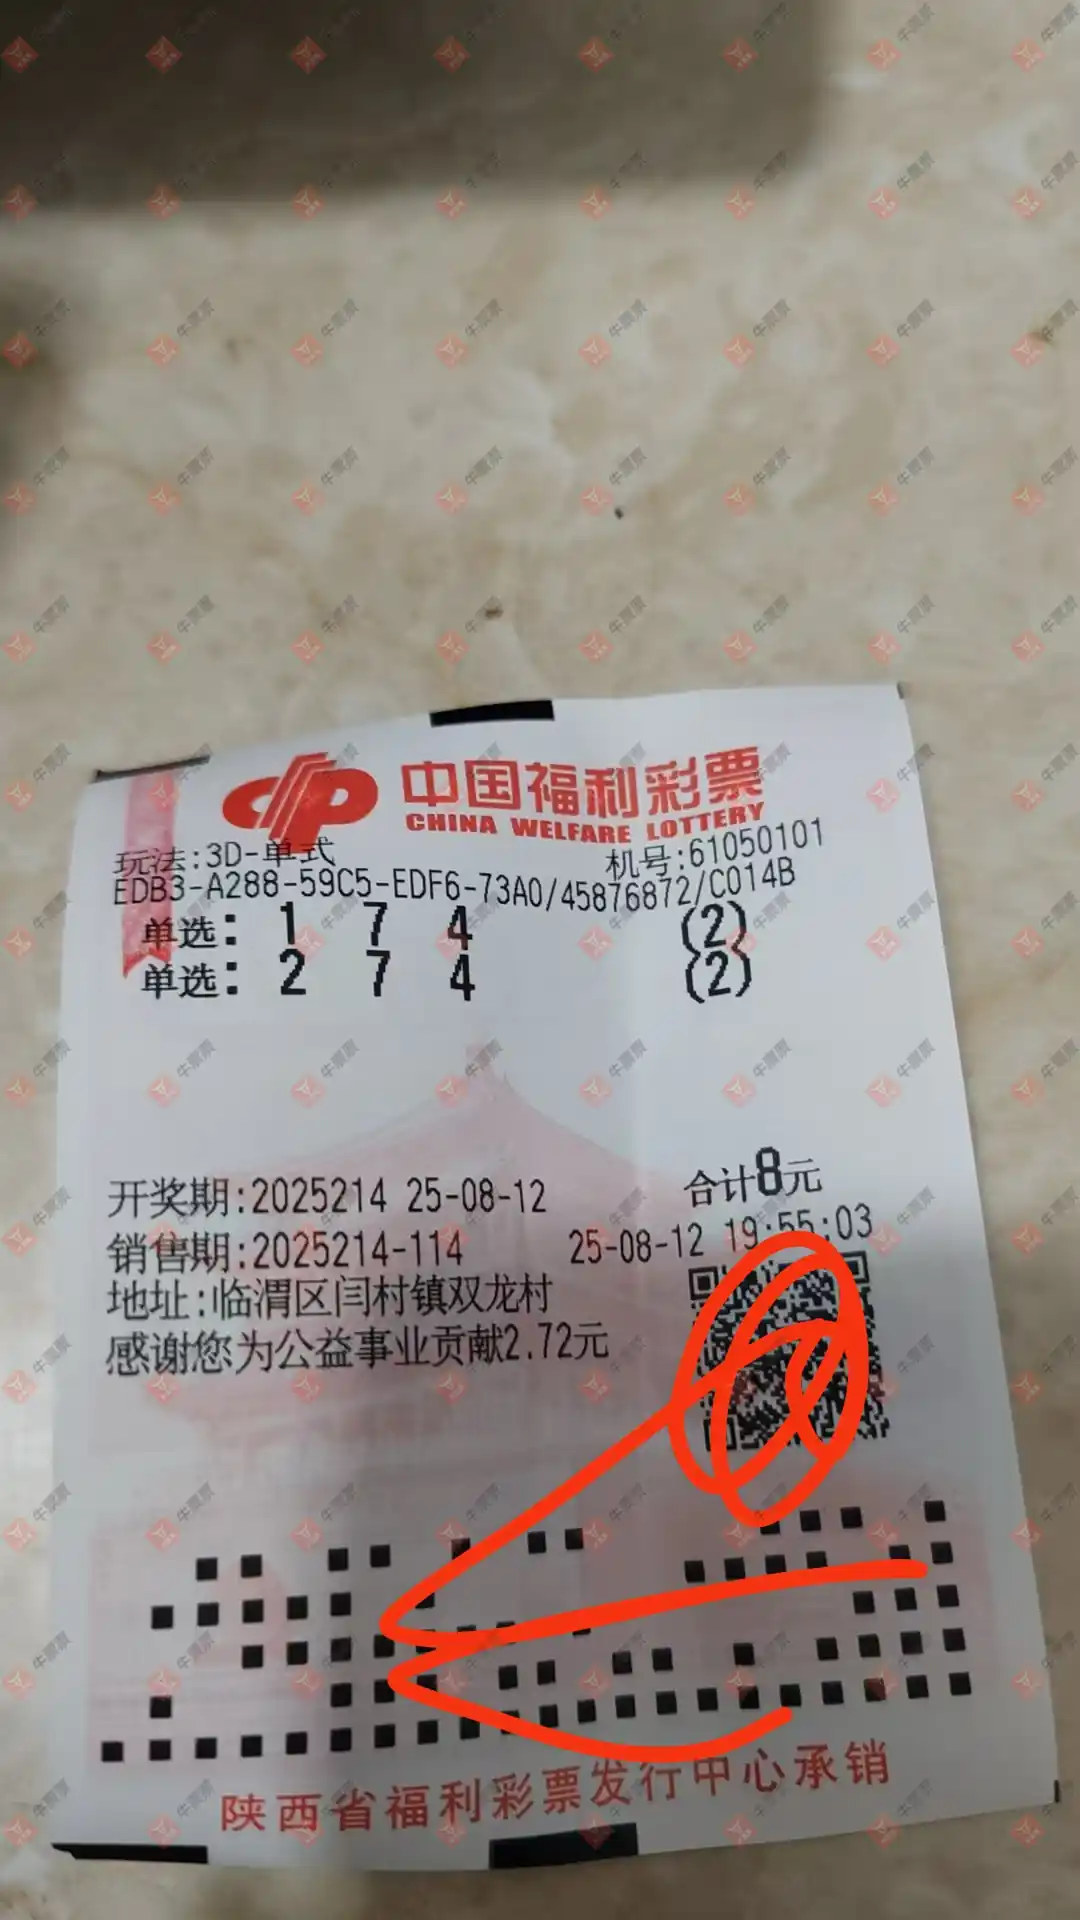 中国福利彩票
CHINA WELFARE LOTTERY
玩法:3D-单式 机号:61050101
EDB3-A288-59C5-EDF6-73A0/45876872/C014B
单选: 1 7 4 (2)
单选: 2 7 4 (2)
合计8元
开奖期:2025214 25-08-12
销售期:2025214-114 25-08-12 19:55:03
地址:临渭区闫村镇双龙村
感谢您为公益事业贡献2.72元
陕西省福利彩票发行中心承销